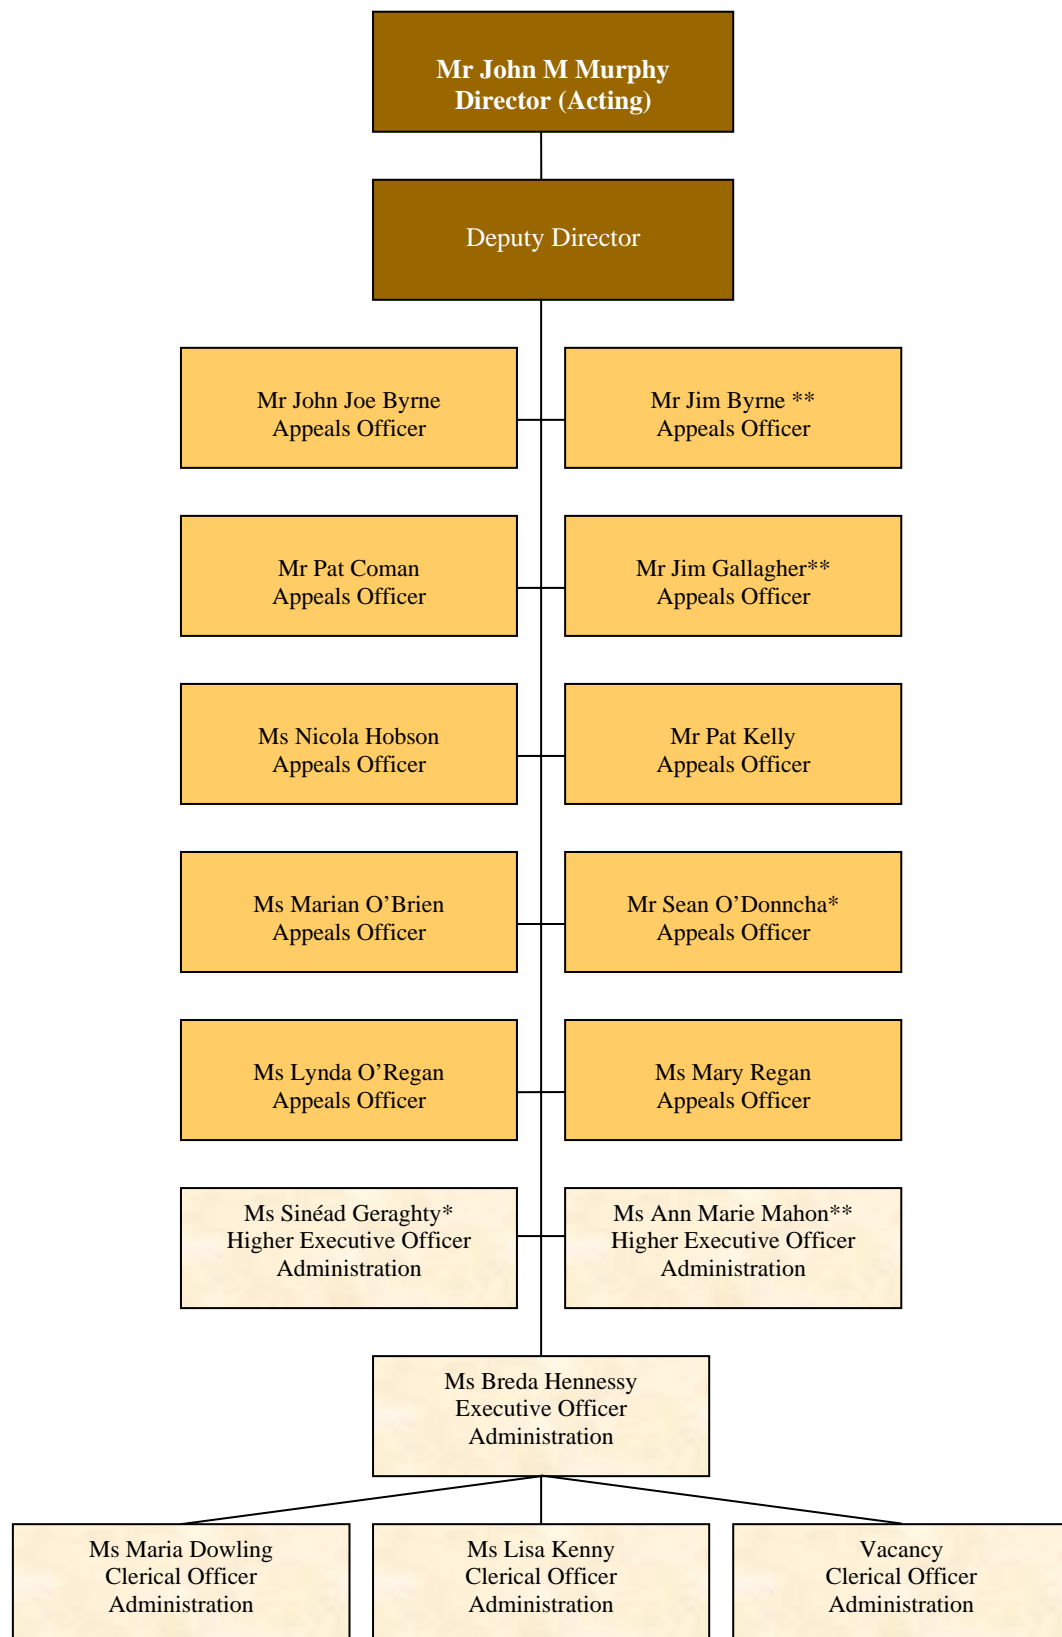 Mr John M Murphy
Director (Acting)
Deputy Director
Mr John Joe Byrne
Appeals Officer
Mr Jim Byrne **
Appeals Officer
Mr Pat Coman
Appeals Officer
Mr Jim Gallagher**
Appeals Officer
Ms Nicola Hobson
Appeals Officer
Mr Pat Kelly
Appeals Officer
Ms Marian O’Brien
Appeals Officer
Mr Sean O’Donncha*
Appeals Officer
Ms Lynda O’Regan
Appeals Officer
Ms Mary Regan
Appeals Officer
Ms Sinéad Geraghty*
Higher Executive Officer
Administration
Ms Ann Marie Mahon**
Higher Executive Officer
Administration
Ms Breda Hennessy
Executive Officer
Administration
Ms Maria Dowling
Clerical Officer
Administration
Ms Lisa Kenny
Clerical Officer
Administration
Vacancy
Clerical Officer
Administration